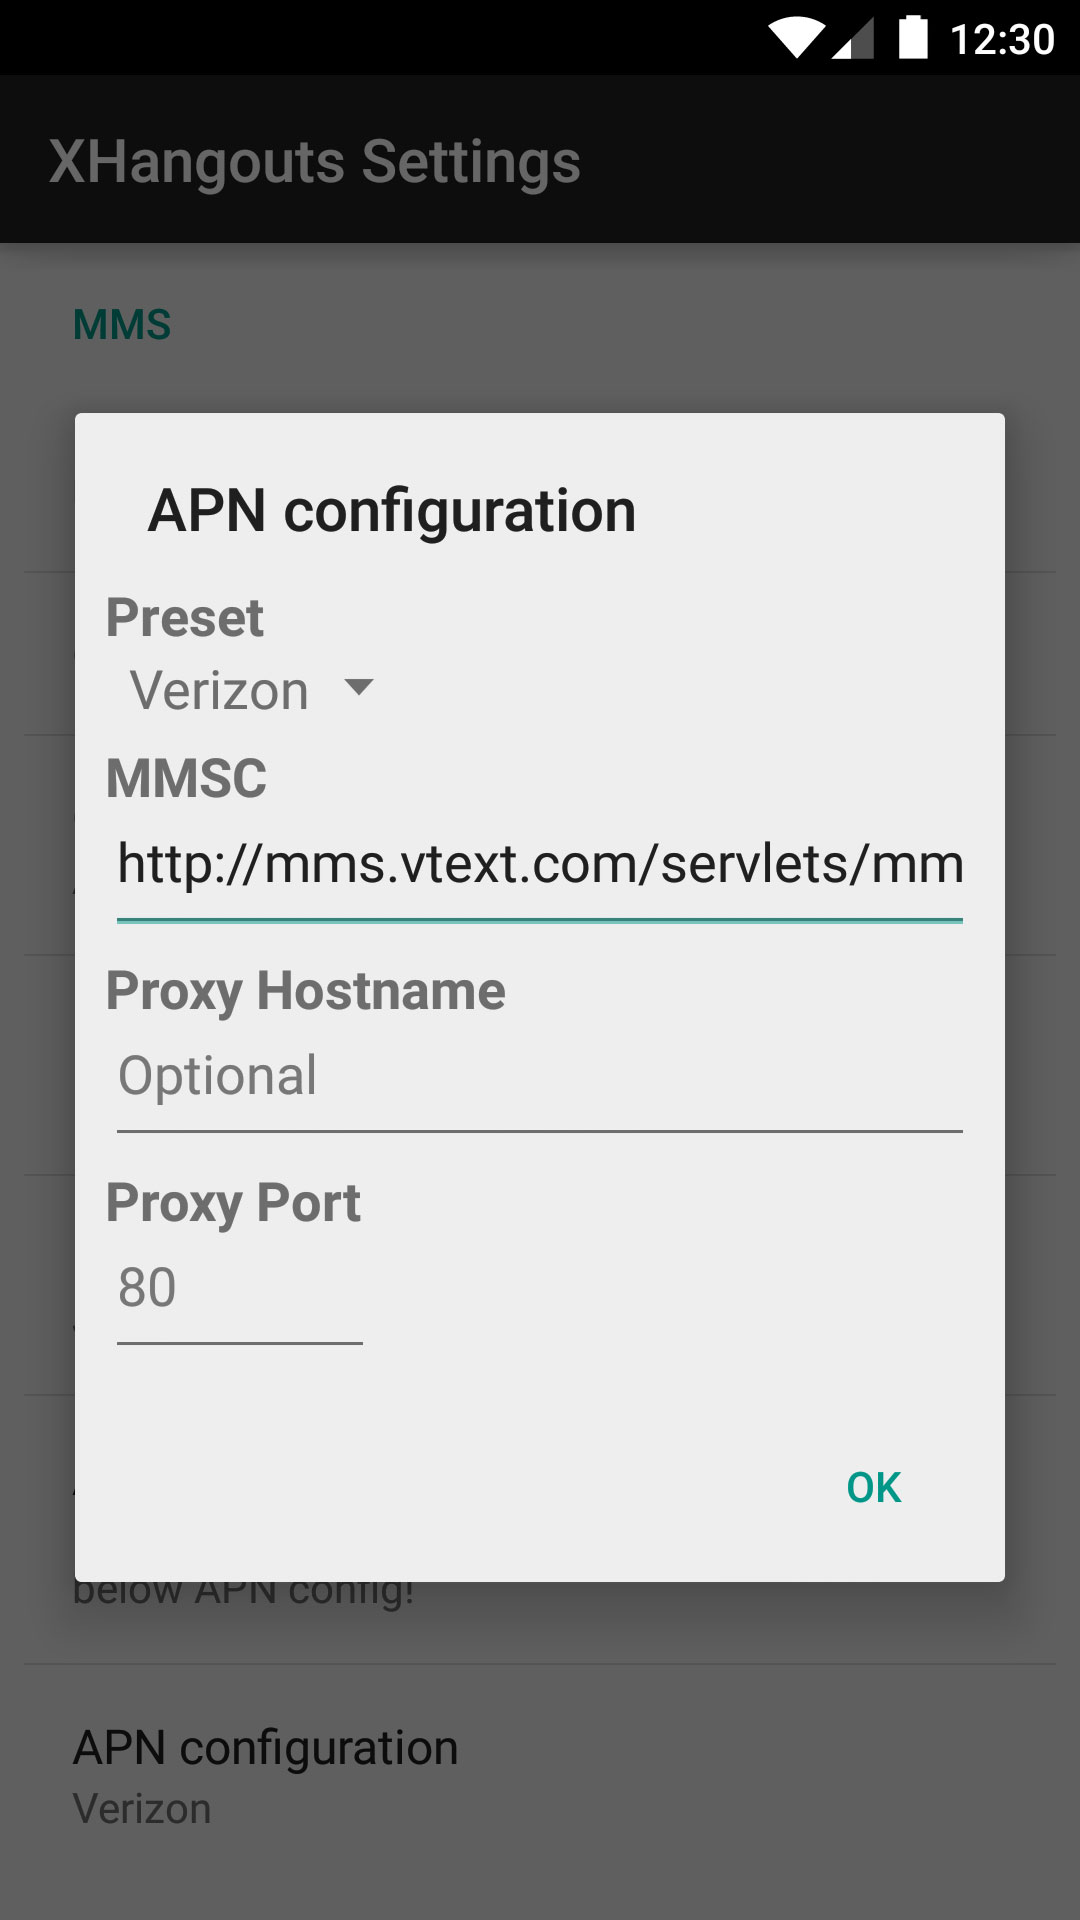 12:30
XHangouts Settings
MMS
APN configuration
Preset
Verizon
MMSC
http://mms.vtext.com/servlets/mm
Proxy Hostname
Optional
Proxy Port
80
OK
below APN config!
APN configuration
Verizon